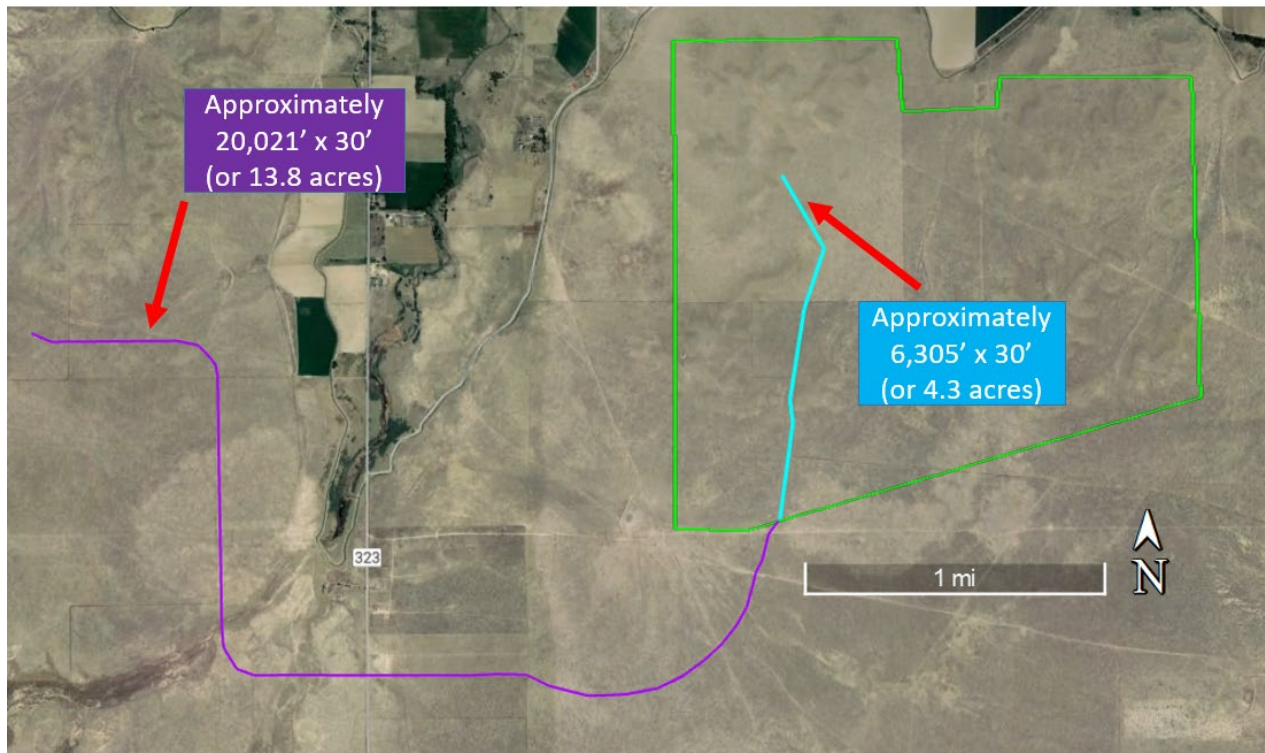 Approximately
20,021’ x 30’
(or 13.8 acres)
Approximately
6,305’ x 30’
(or 4.3 acres)
323
1 mi
N